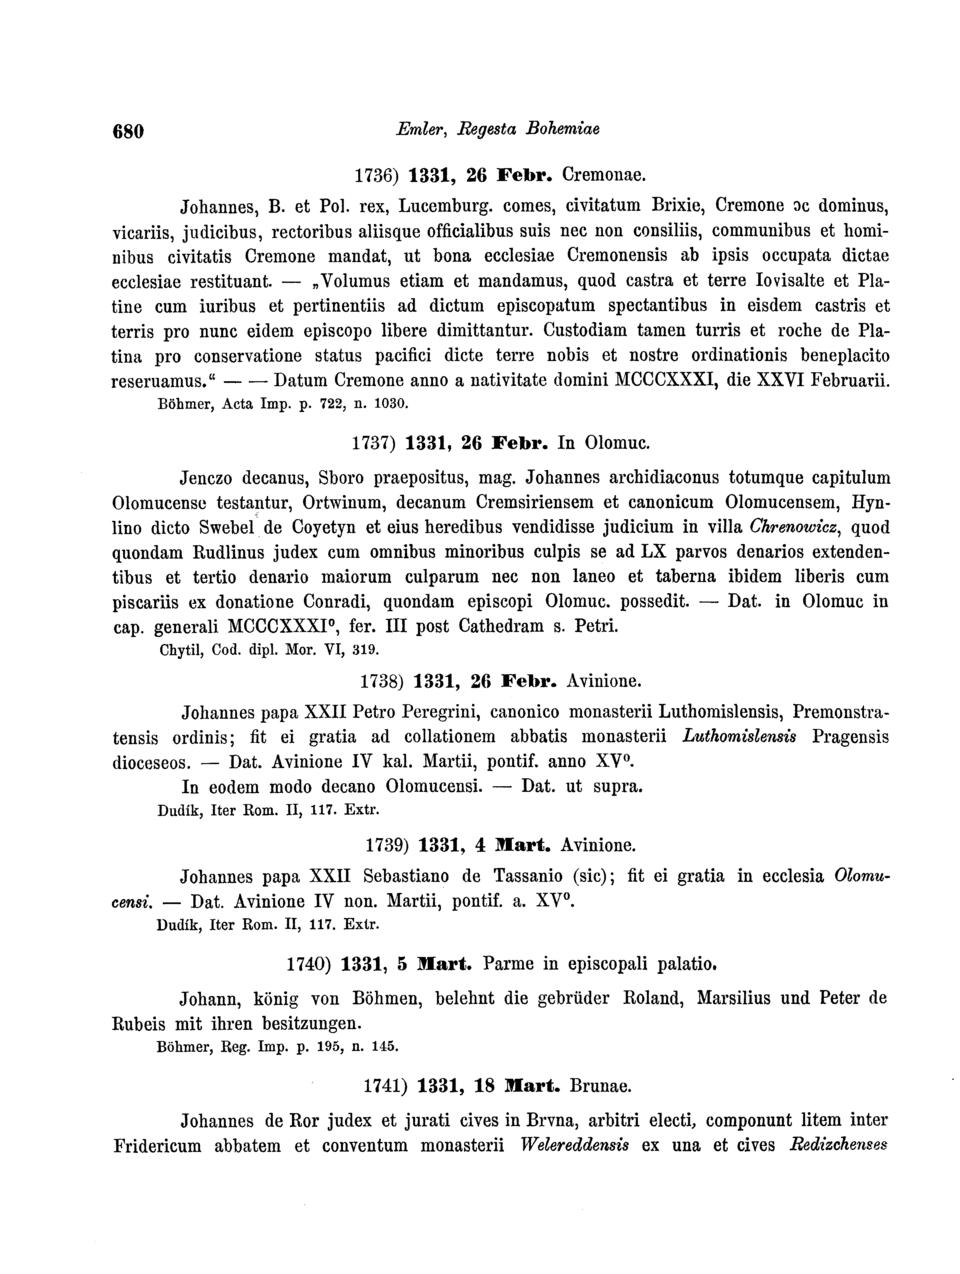 680 Emler, Regesta Bohemiae
1736) 1331, 26 Febr. Cremonae.
Johannes, B. et Pol. rex, Lucemburg. comes, civitatum Brixie, Cremone ɔc dominus,
vicariis, judicibus, rectoribus aliisque officialibus suis nec non consiliis, communibus et homi-
nibus civitatis Cremone mandat, ut bona ecclesiae Cremonensis ab ipsis occupata dictae
ecclesiae restituant. — „Volumus etiam et mandamus, quod castra et terre Iovisalte et Pla-
tine cum iuribus et pertinentiis ad dictum episcopatum spectantibus in eisdem castris et
terris pro nunc eidem episcopo libere dimittantur. Custodiam tamen turris et roche de Pla-
tina pro conservatione status pacifici dicte terre nobis et nostre ordinationis beneplacito
reseruamus.“ — — Datum Cremone anno a nativitate domini MCCCXXXI, die XXVI Februarii.
Böhmer, Acta Imp. p. 722, n. 1030.
1737) 1331, 26 Febr. In Olomuc.
Jenczo decanus, Sboro praepositus, mag. Johannes archidiaconus totumque capitulum
Olomucense testantur, Ortwinum, decanum Cremsiriensem et canonicum Olomucensem, Hyn-
lino dicto Swebel de Coyetyn et eius heredibus vendidisse judicium in villa Chrenowicz, quod
quondam Rudlinus judex cum omnibus minoribus culpis se ad LX parvos denarios extenden-
tibus et tertio denario maiorum culparum nec non laneo et taberna ibidem liberis cum
piscariis ex donatione Conradi, quondam episcopi Olomuc. possedit. — Dat. in Olomuc in
cap. generali MCCCXXXI⁰, fer. III post Cathedram s. Petri.
Chytil, Cod. dipl. Mor. VI, 319.
1738) 1331, 26 Febr. Avinione.
Johannes papa XXII Petro Peregrini, canonico monasterii Luthomislensis, Premonstra-
tensis ordinis; fit ei gratia ad collationem abbatis monasterii Luthomislensis Pragensis
dioceseos. — Dat. Avinione IV kal. Martii, pontif. anno XV⁰.
In eodem modo decano Olomucensi. — Dat. ut supra.
Dudík, Iter Rom. II, 117. Extr.
1739) 1331, 4 Mart. Avinione.
Johannes papa XXII Sebastiano de Tassanio (sic); fit ei gratia in ecclesia Olomu-
censi. — Dat. Avinione IV non. Martii, pontif. a. XV⁰.
Dudík, Iter Rom. II, 117. Extr.
1740) 1331, 5 Mart. Parme in episcopali palatio.
Johann, könig von Böhmen, belehnt die gebrüder Roland, Marsilius und Peter de
Rubeis mit ihren besitzungen.
Böhmer, Reg. Imp. p. 195, n. 145.
1741) 1331, 18 Mart. Brunae.
Johannes de Ror judex et jurati cives in Brvna, arbitri electi, componunt litem inter
Fridericum abbatem et conventum monasterii Welereddensis ex una et cives Redizchenses